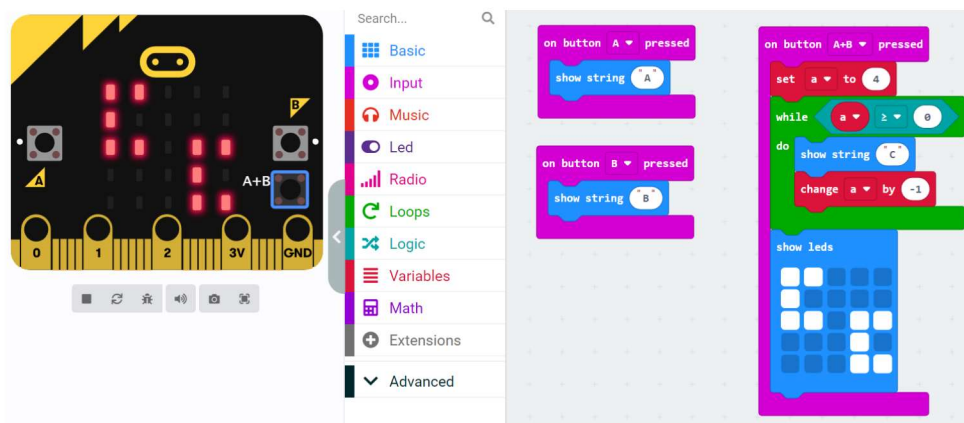 B
A
A+B
0 1 2 3V GND
Search...
Basic
Input
Music
Led
Radio
Loops
Logic
Variables
Math
Extensions
Advanced
on button A pressed
show string "A"
on button B pressed
show string "B"
on button A+B pressed
set a to 4
while a ≥ 0
do show string "C"
change a by -1
show leds